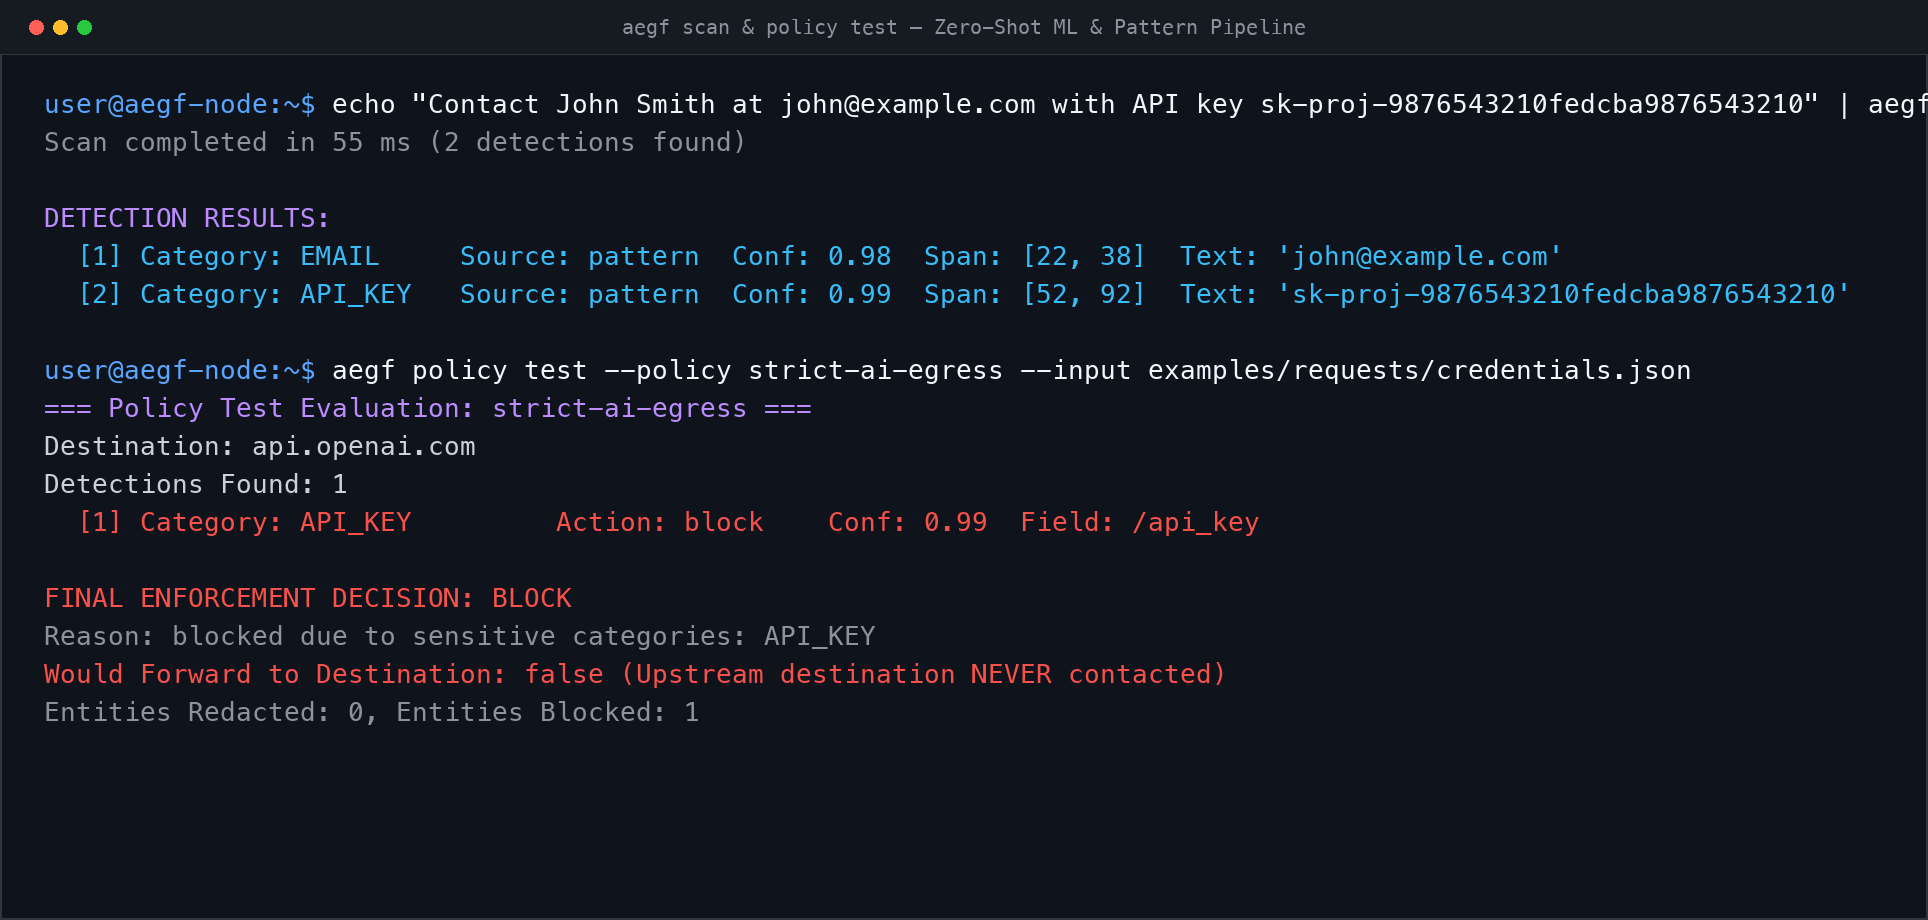 aegf scan & policy test — Zero-Shot ML & Pattern Pipeline
user@aegf-node:~$ echo "Contact John Smith at john@example.com with API key sk-proj-9876543210fedcba9876543210" | aegf
Scan completed in 55 ms (2 detections found)
DETECTION RESULTS:
[1] Category: EMAIL Source: pattern Conf: 0.98 Span: [22, 38] Text: 'john@example.com'
[2] Category: API_KEY Source: pattern Conf: 0.99 Span: [52, 92] Text: 'sk-proj-9876543210fedcba9876543210'
user@aegf-node:~$ aegf policy test --policy strict-ai-egress --input examples/requests/credentials.json
=== Policy Test Evaluation: strict-ai-egress ===
Destination: api.openai.com
Detections Found: 1
[1] Category: API_KEY Action: block Conf: 0.99 Field: /api_key
FINAL ENFORCEMENT DECISION: BLOCK
Reason: blocked due to sensitive categories: API_KEY
Would Forward to Destination: false (Upstream destination NEVER contacted)
Entities Redacted: 0, Entities Blocked: 1